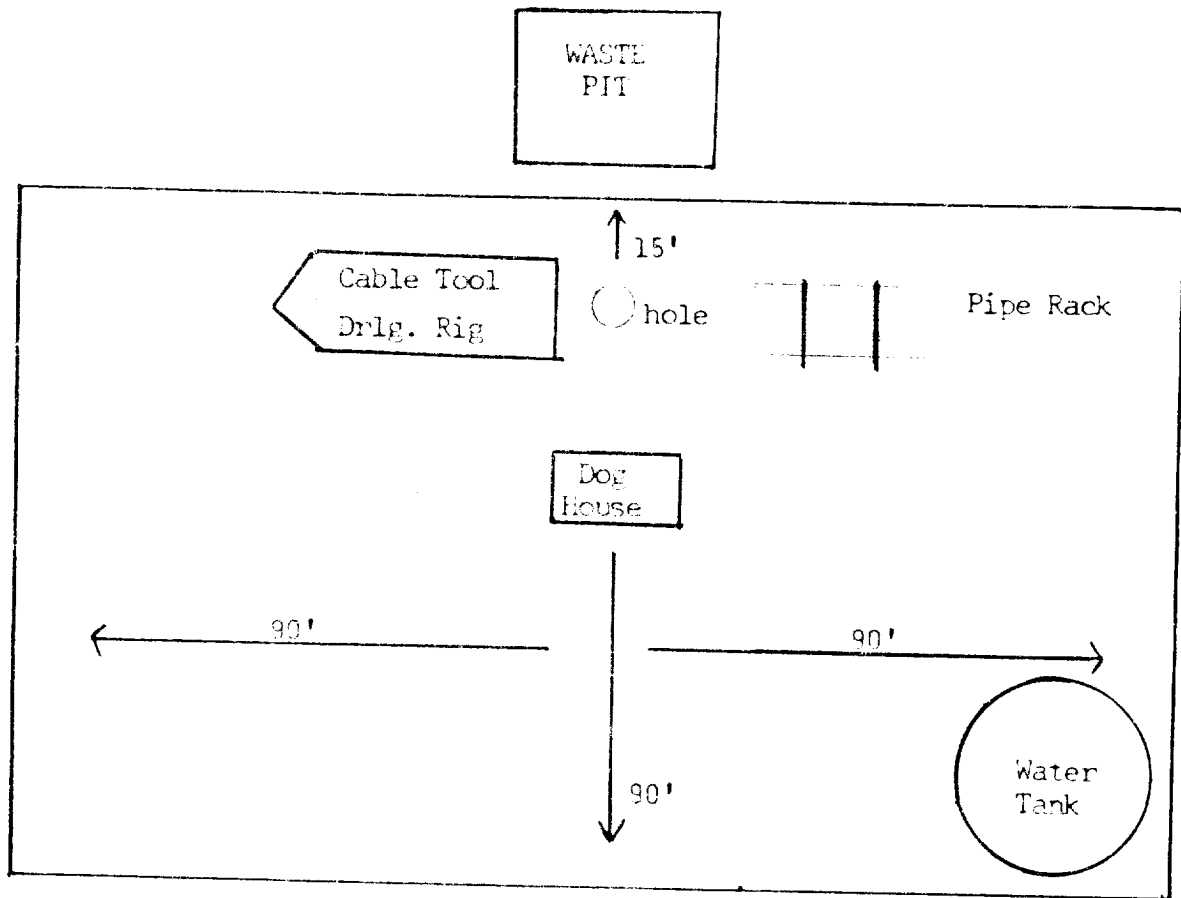 WASTE
PIT
15'
Cable Tool
Drlg. Rig
hole
Pipe Rack
Dog
House
90'
90'
90'
Water
Tank